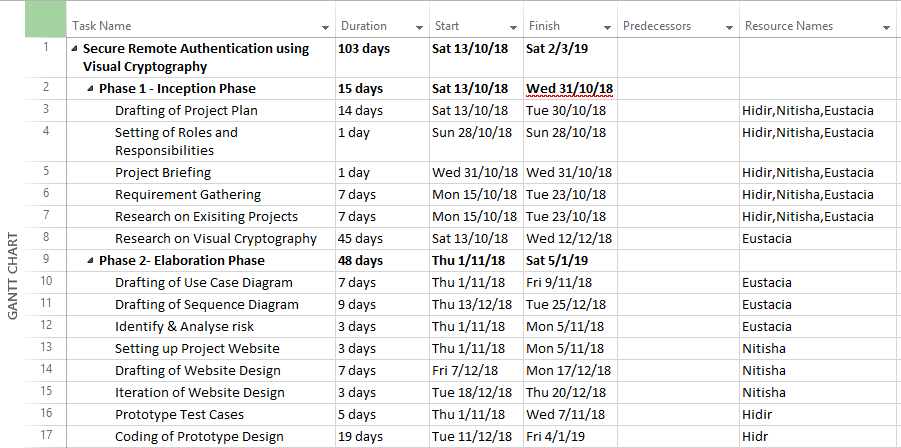 Task Name Duration Start Finish Predecessors Resource Names
1 Secure Remote Authentication using 103 days Sat 13/10/18 Sat 2/3/19
Visual Cryptography
2 Phase 1 - Inception Phase 15 days Sat 13/10/18 Wed 31/10/18
3 Drafting of Project Plan 14 days Sat 13/10/18 Tue 30/10/18 Hidir,Nitisha,Eustacia
4 Setting of Roles and 1 day Sun 28/10/18 Sun 28/10/18 Hidir,Nitisha,Eustacia
Responsibilities
5 Project Briefing 1 day Wed 31/10/18 Wed 31/10/18 Hidir,Nitisha,Eustacia
6 Requirement Gathering 7 days Mon 15/10/18 Tue 23/10/18 Hidir,Nitisha,Eustacia
7 Research on Exisiting Projects 7 days Mon 15/10/18 Tue 23/10/18 Hidir,Nitisha,Eustacia
8 Research on Visual Cryptography 45 days Sat 13/10/18 Wed 12/12/18 Eustacia
9 Phase 2- Elaboration Phase 48 days Thu 1/11/18 Sat 5/1/19
10 Drafting of Use Case Diagram 7 days Thu 1/11/18 Fri 9/11/18 Eustacia
11 Drafting of Sequence Diagram 9 days Thu 13/12/18 Tue 25/12/18 Eustacia
12 Identify & Analyse risk 3 days Thu 1/11/18 Mon 5/11/18 Eustacia
13 Setting up Project Website 3 days Thu 1/11/18 Mon 5/11/18 Nitisha
14 Drafting of Website Design 7 days Fri 7/12/18 Mon 17/12/18 Nitisha
15 Iteration of Website Design 3 days Tue 18/12/18 Thu 20/12/18 Nitisha
16 Prototype Test Cases 5 days Thu 1/11/18 Wed 7/11/18 Hidir
17 Coding of Prototype Design 19 days Tue 11/12/18 Fri 4/1/19 Hidr
GANTT CHART